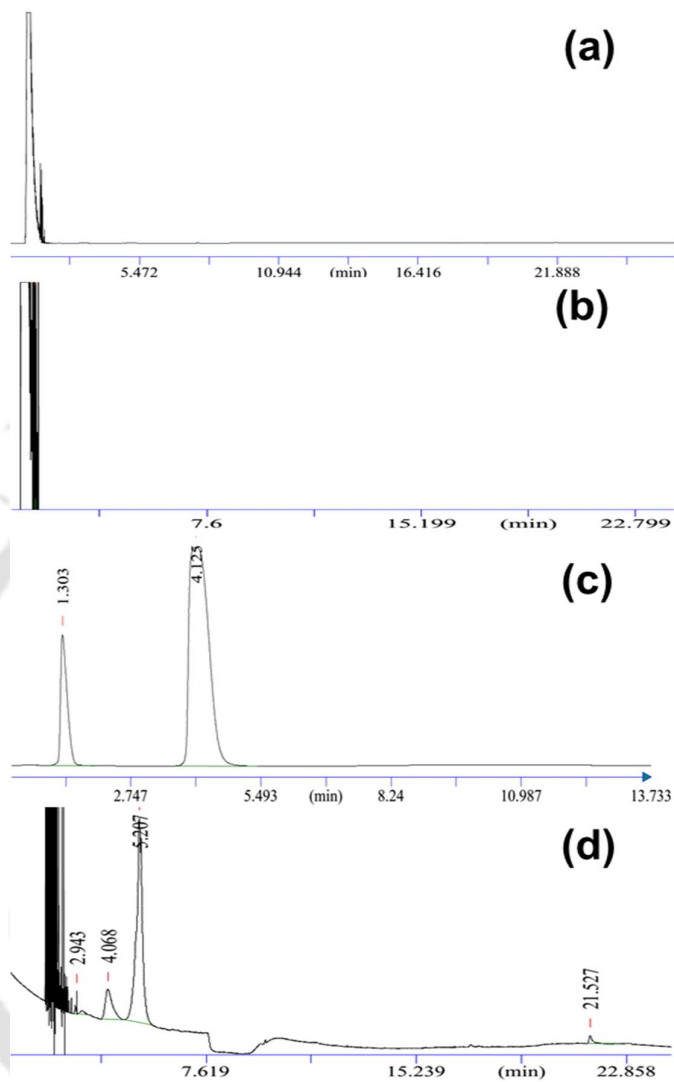 (a)
5.472 10.944 (min) 16.416 21.888
(b)
7.6 15.199 (min) 22.799
(c)
1.303
4.125
2.747 5.493 (min) 8.24 10.987 13.733
(d)
5.207
2.943
4.068
21.527
7.619 15.239 (min) 22.858